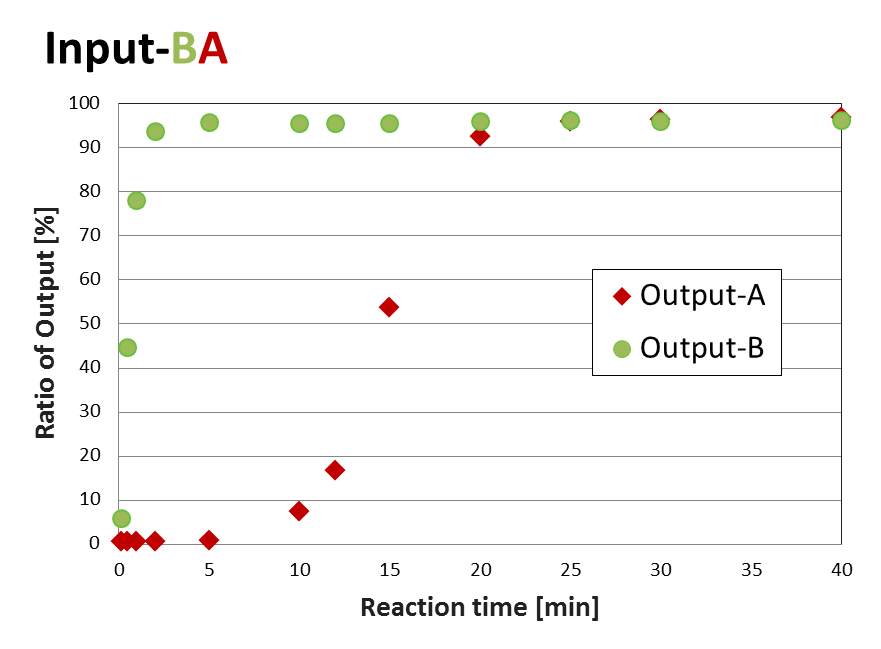 Input-BA
100
90
80
70
60
50
40
30
20
10
0
Ratio of Output [%]
Output-A
Output-B
0 5 10 15 20 25 30 35 40
Reaction time [min]